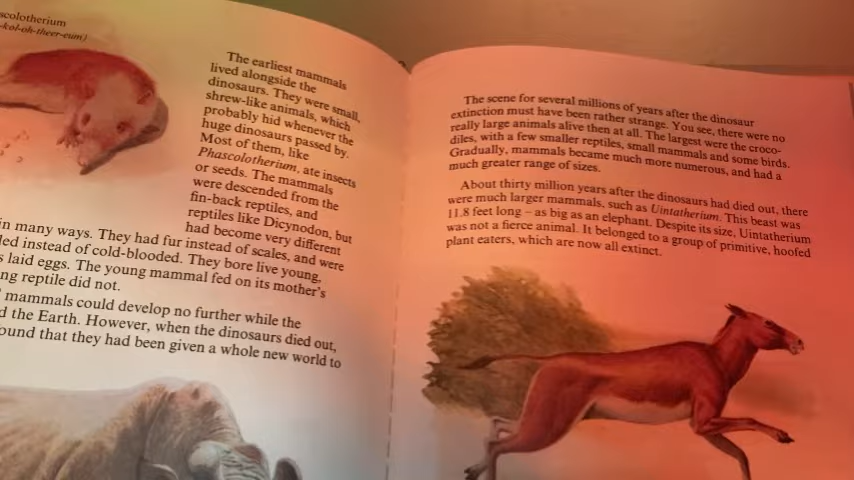 scolotherium
-kol-oh-theer-eum)
The earliest mammals
lived alongside the
dinosaurs. They were small,
shrew-like animals, which
probably hid whenever the
huge dinosaurs passed by.
Most of them, like
Phascolotherium, ate insects
or seeds. The mammals
were descended from the
fin-back reptiles, and
reptiles like Dicynodon, but
had become very different
in many ways. They had fur instead of scales, and were
ed instead of cold-blooded. They bore live young,
s laid eggs. The young mammal fed on its mother's
ng reptile did not.
mammals could develop no further while the
d the Earth. However, when the dinosaurs died out,
ound that they had been given a whole new world to
The scene for several millions of years after the dinosaur
extinction must have been rather strange. You see, there were no
really large animals alive then at all. The largest were the croco-
diles, with a few smaller reptiles, small mammals and some birds.
Gradually, mammals became much more numerous, and had a
much greater range of sizes.
About thirty million years after the dinosaurs had died out, there
were much larger mammals, such as Uintatherium. This beast was
11.8 feet long – as big as an elephant. Despite its size, Uintatherium
was not a fierce animal. It belonged to a group of primitive, hoofed
plant eaters, which are now all extinct.